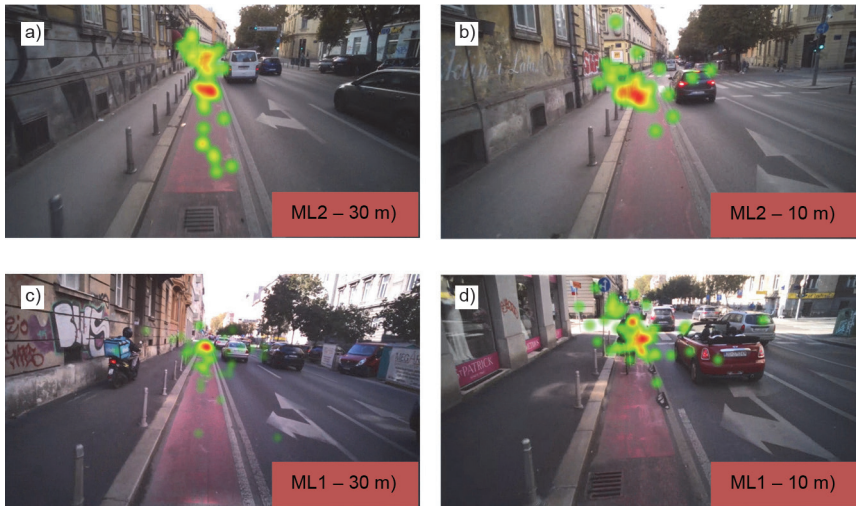 a)
b)
ML2 – 30 m)
ML2 – 10 m)
c)
d)
PATRICK
ML1 – 30 m)
ML1 – 10 m)